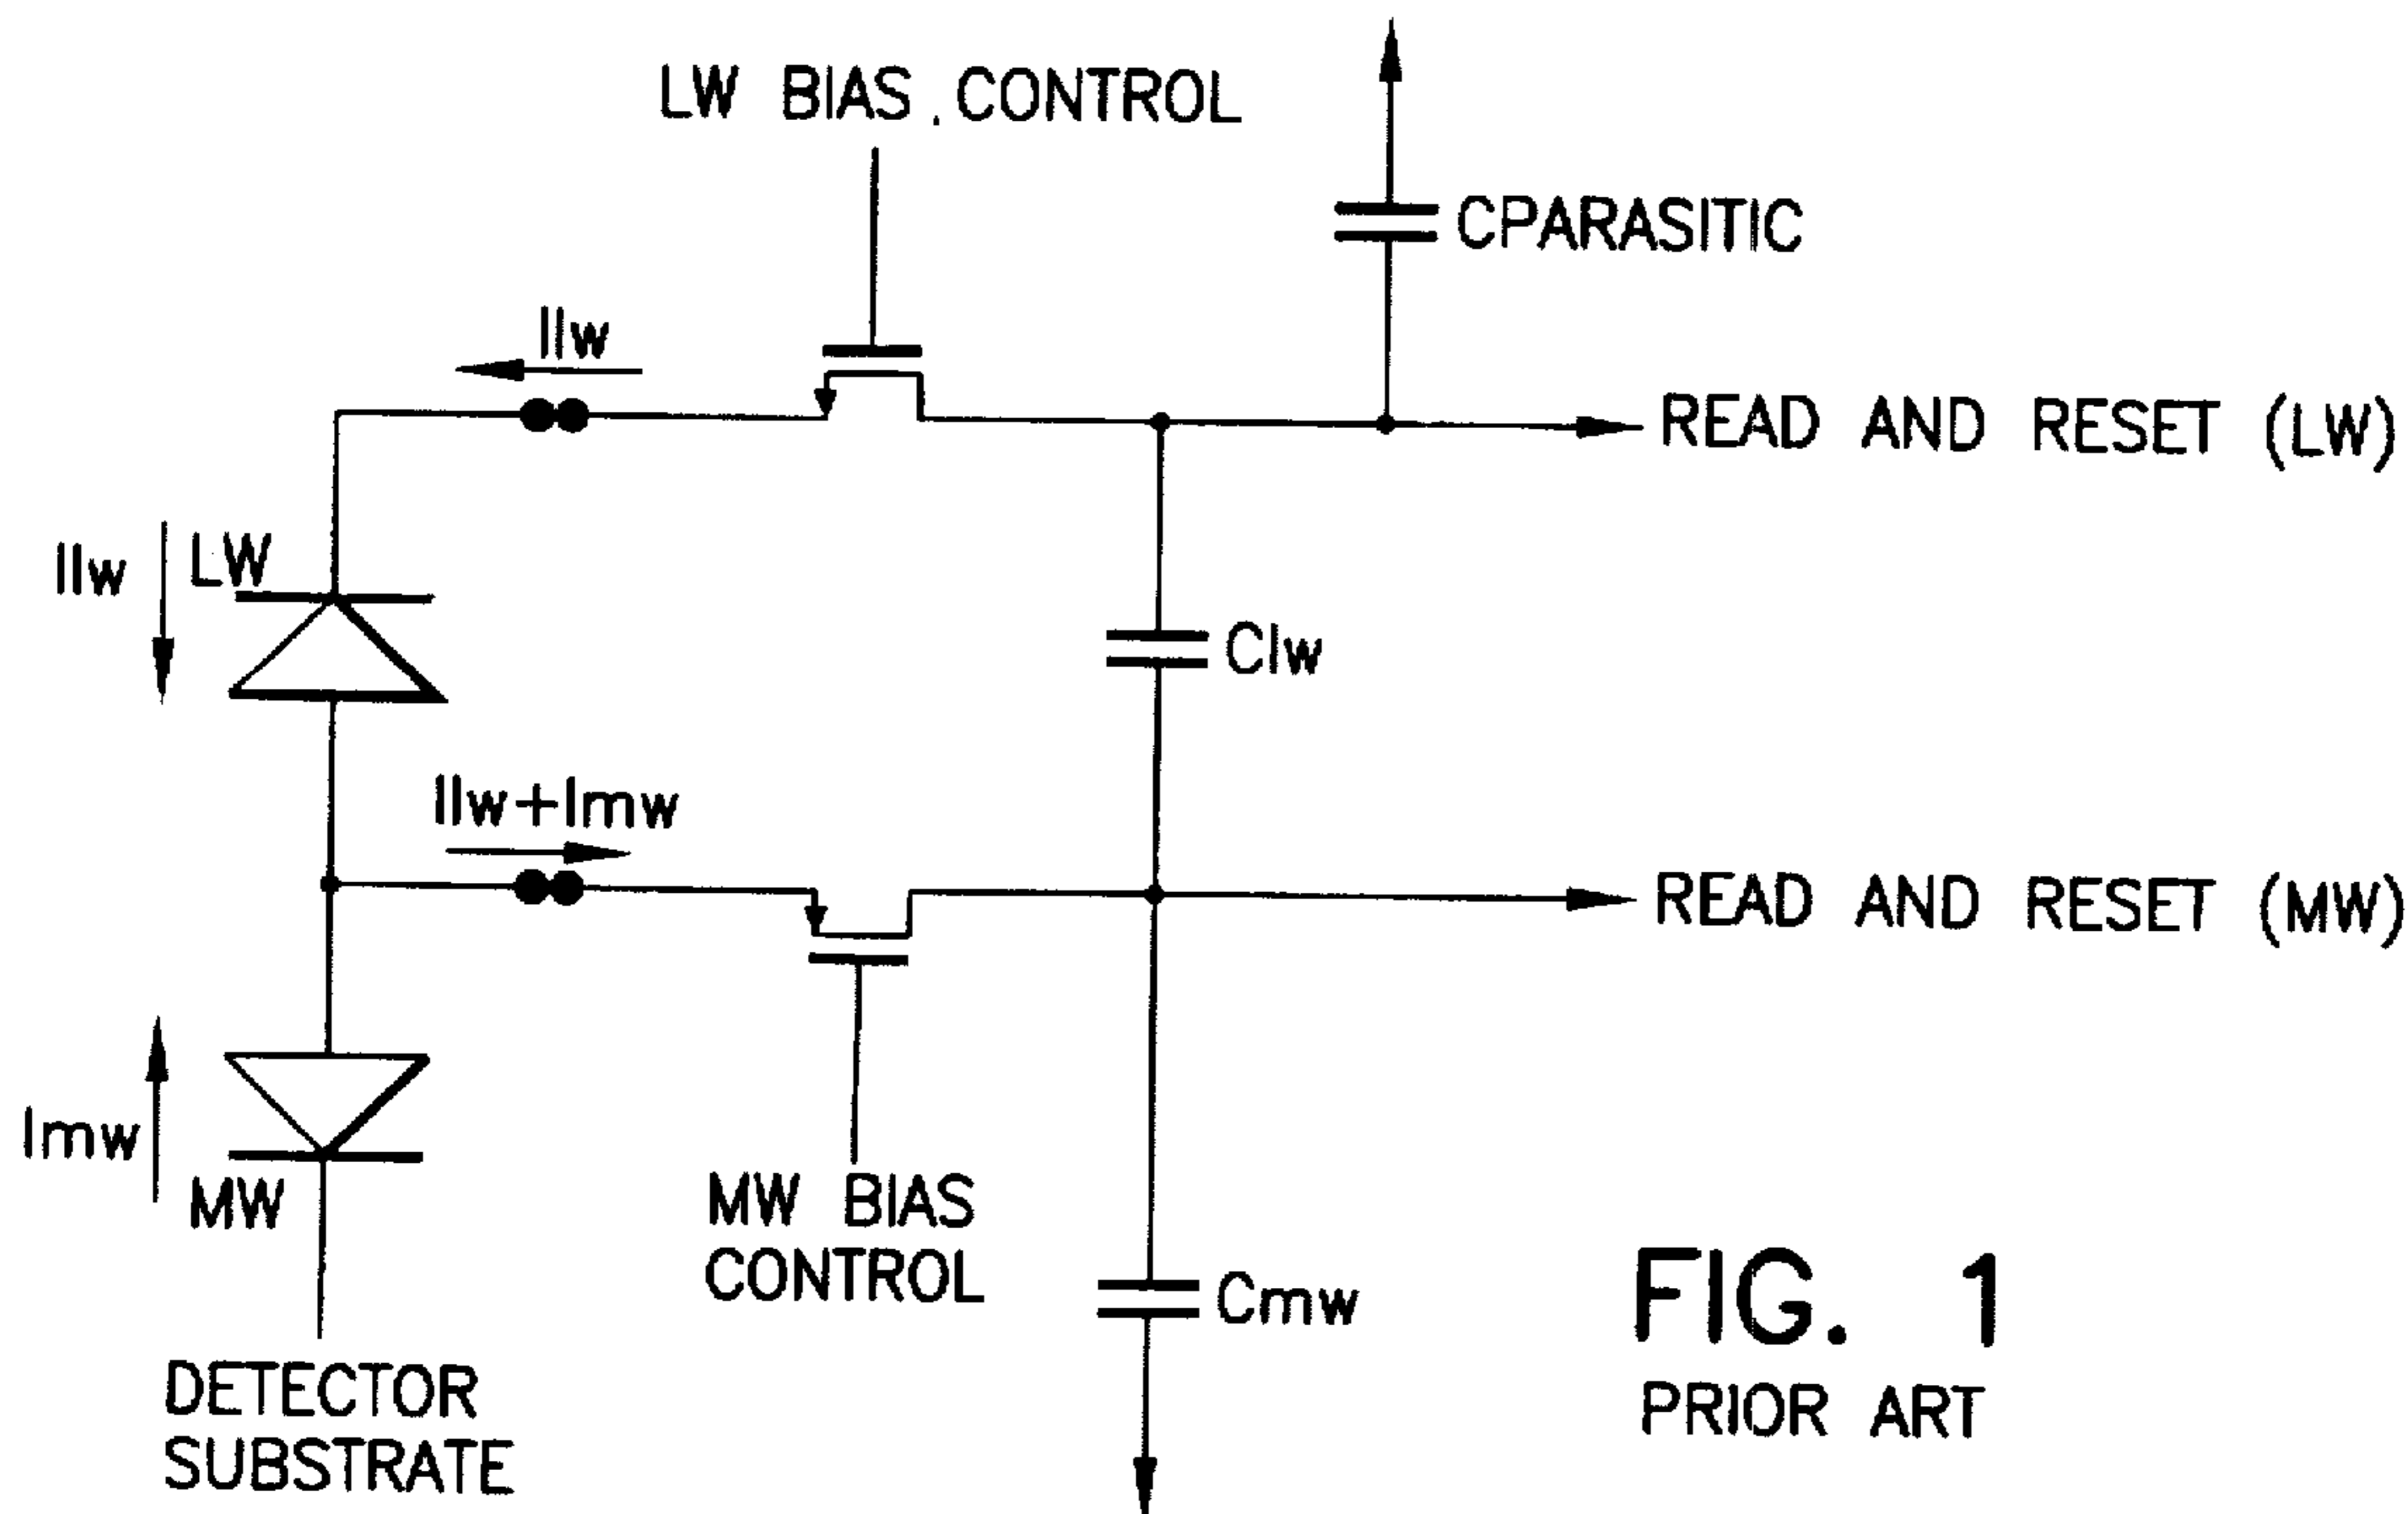 LW BIAS CONTROL
CPARASITIC
Ilw
READ AND RESET (LW)
Ilw
LW
Clw
Ilw+Imw
READ AND RESET (MW)
Imw
MW
MW BIAS
CONTROL
Cmw
DETECTOR
SUBSTRATE
FIG. 1
PRIOR ART